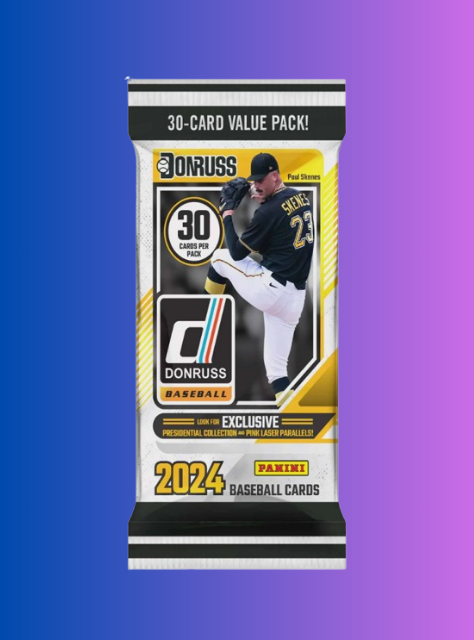 30-CARD VALUE PACK!
DONRUSS
Paul Skenes
SKENES
23
30
CARDS PER
PACK
d
DONRUSS
BASEBALL
LOOK FOR EXCLUSIVE
PRESIDENTIAL COLLECTION AND PINK LASER PARALLELS!
PANINI
2024 BASEBALL CARDS